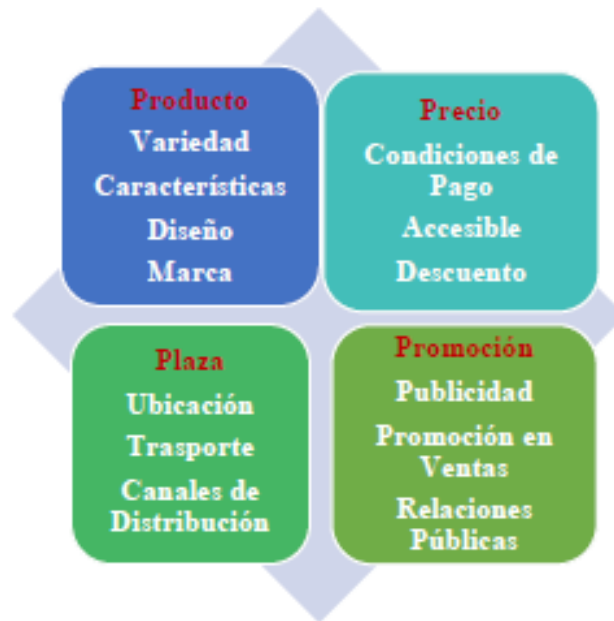 Producto
Variedad
Características
Diseño
Marca
Precio
Condiciones de
Pago
Accesible
Descuento
Plaza
Ubicación
Trasporte
Canales de
Distribución
Promoción
Publicidad
Promoción en
Ventas
Relaciones
Públicas